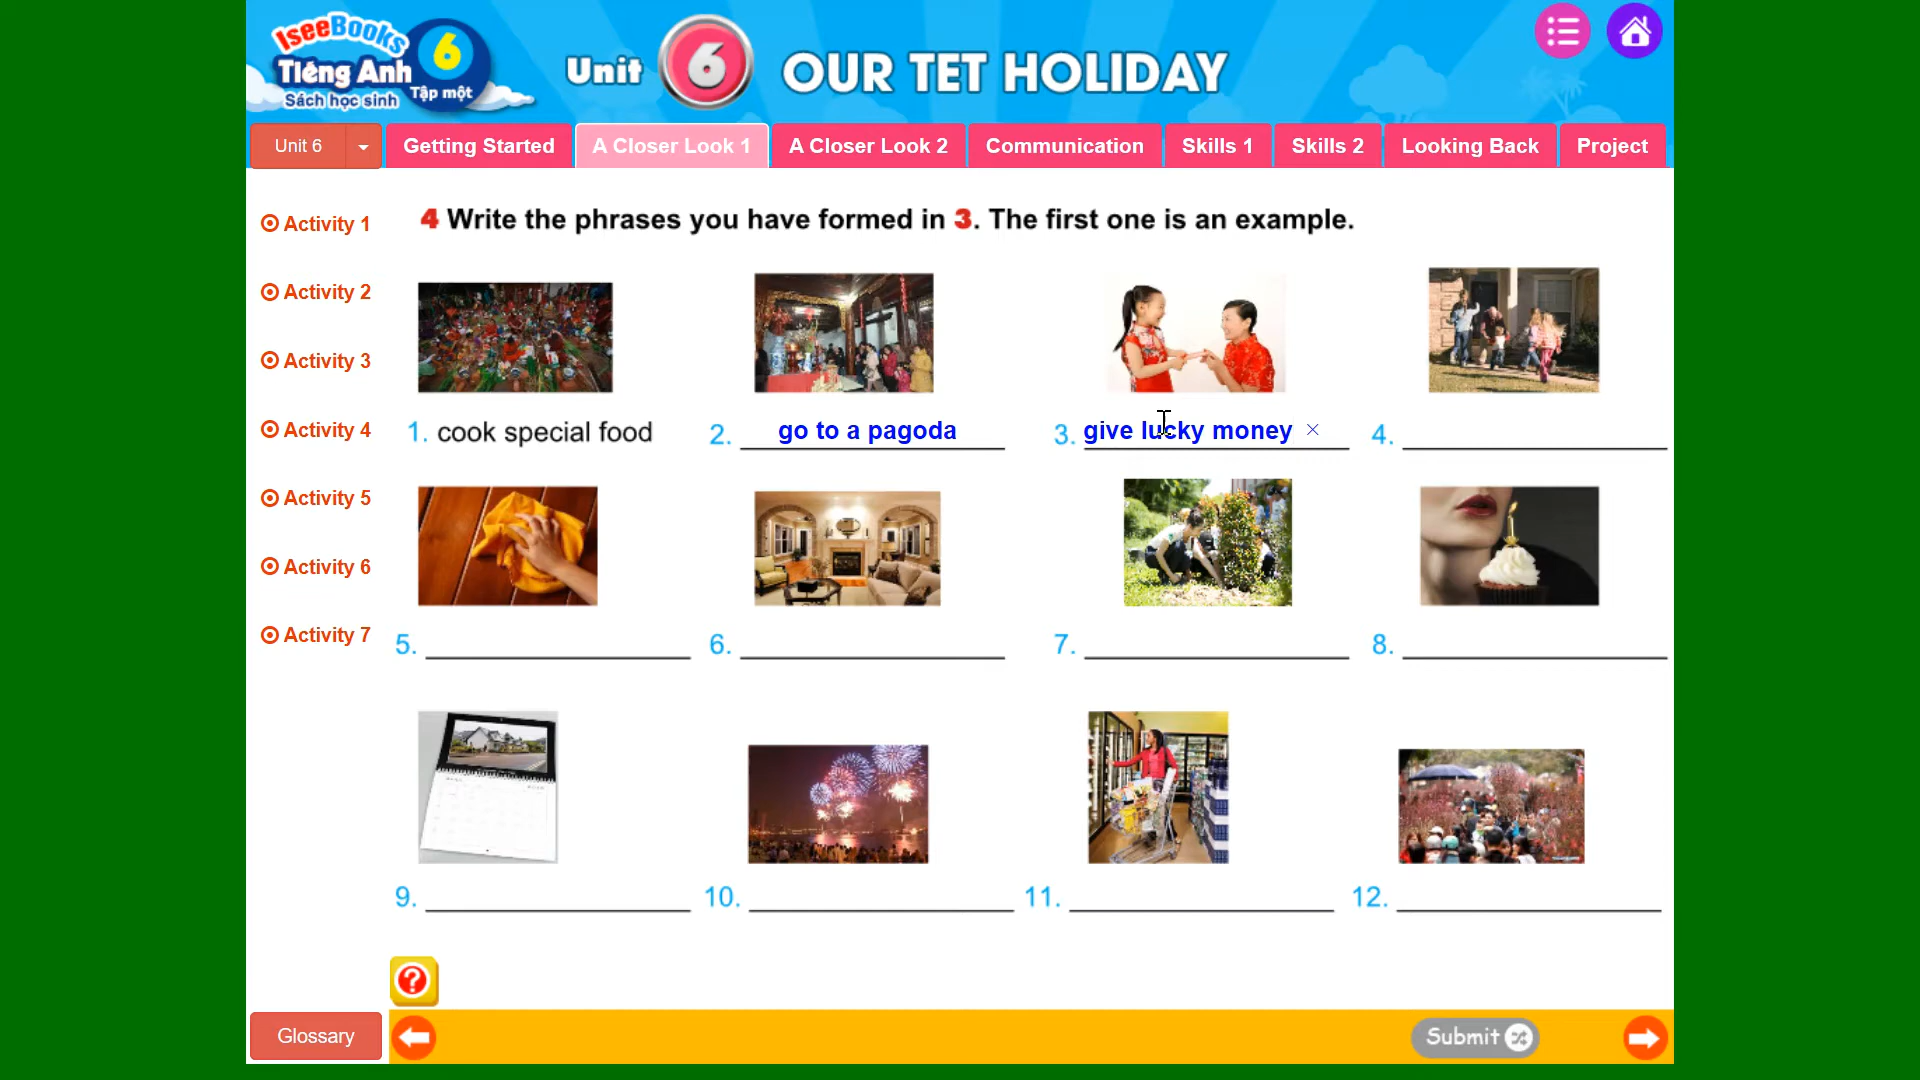 IseeBooks
Tiếng Anh 6
Sách học sinh Tập một
Unit 6 OUR TET HOLIDAY
Unit 6
Getting Started
A Closer Look 1
A Closer Look 2
Communication
Skills 1
Skills 2
Looking Back
Project
Activity 1
Activity 2
Activity 3
Activity 4
Activity 5
Activity 6
Activity 7
4 Write the phrases you have formed in 3. The first one is an example.
1. cook special food
2. go to a pagoda
3. give lucky money ×
4.
5.
6.
7.
8.
9.
10.
11.
12.
?
Glossary
Submit